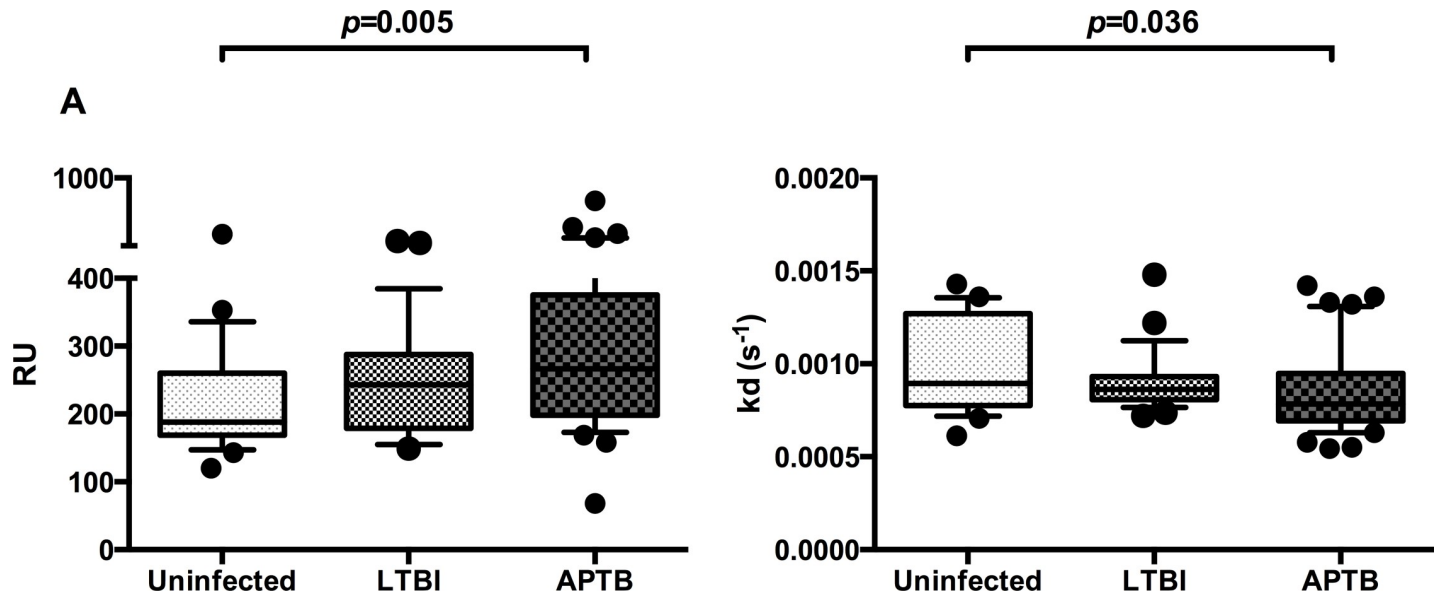 p=0.005
p=0.036
A
1000
400
300
200
100
0
RU
Uninfected
LTBI
APTB
0.0020
0.0015
0.0010
0.0005
0.0000
kd (s⁻¹)
Uninfected
LTBI
APTB